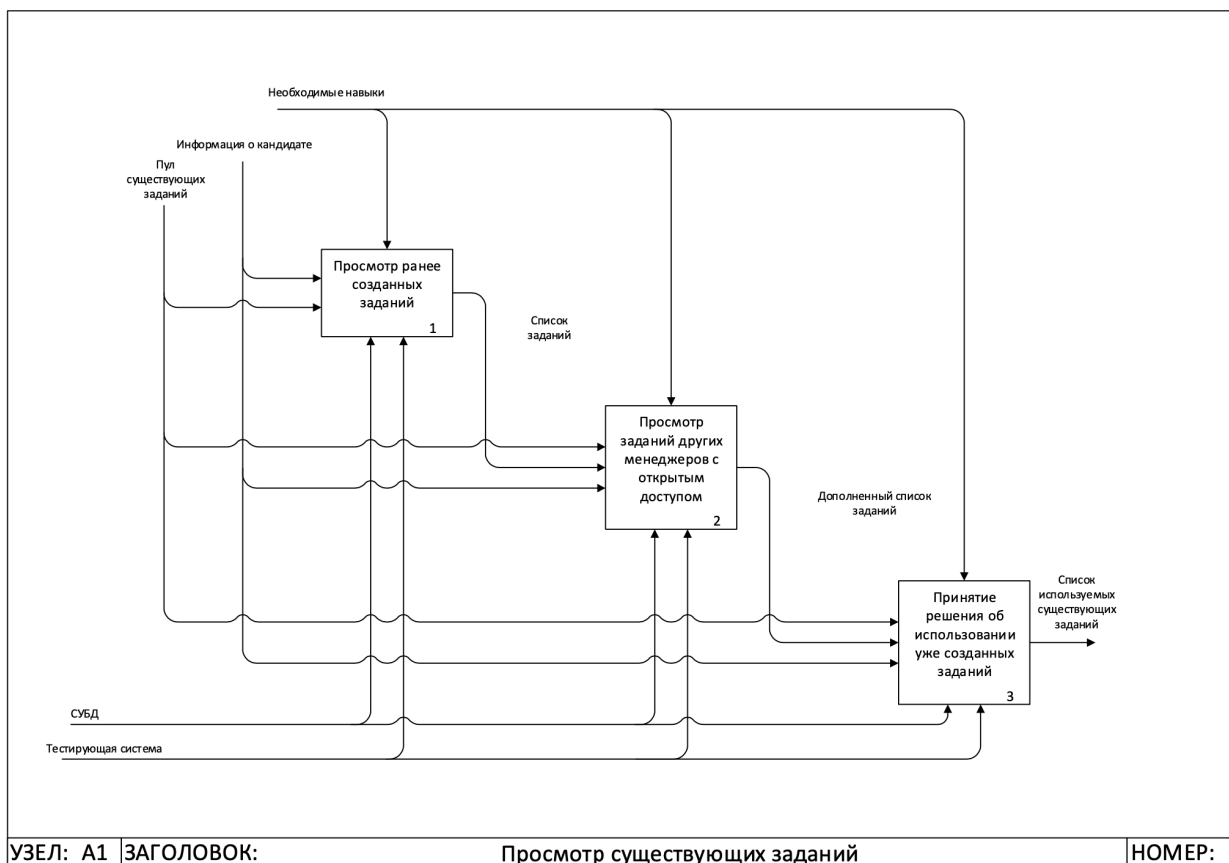 Необходимые навыки
Информация о кандидате
Пул
существующих
заданий
Просмотр ранее
созданных
заданий
1
Список
заданий
Просмотр
заданий других
менеджеров с
открытым
доступом
2
Дополненный список
заданий
Принятие
решения об
использовании
уже созданных
заданий
3
Список
используемых
существующих
заданий
СУБД
Тестирующая система
УЗЕЛ: A1 ЗАГОЛОВОК: Просмотр существующих заданий НОМЕР: